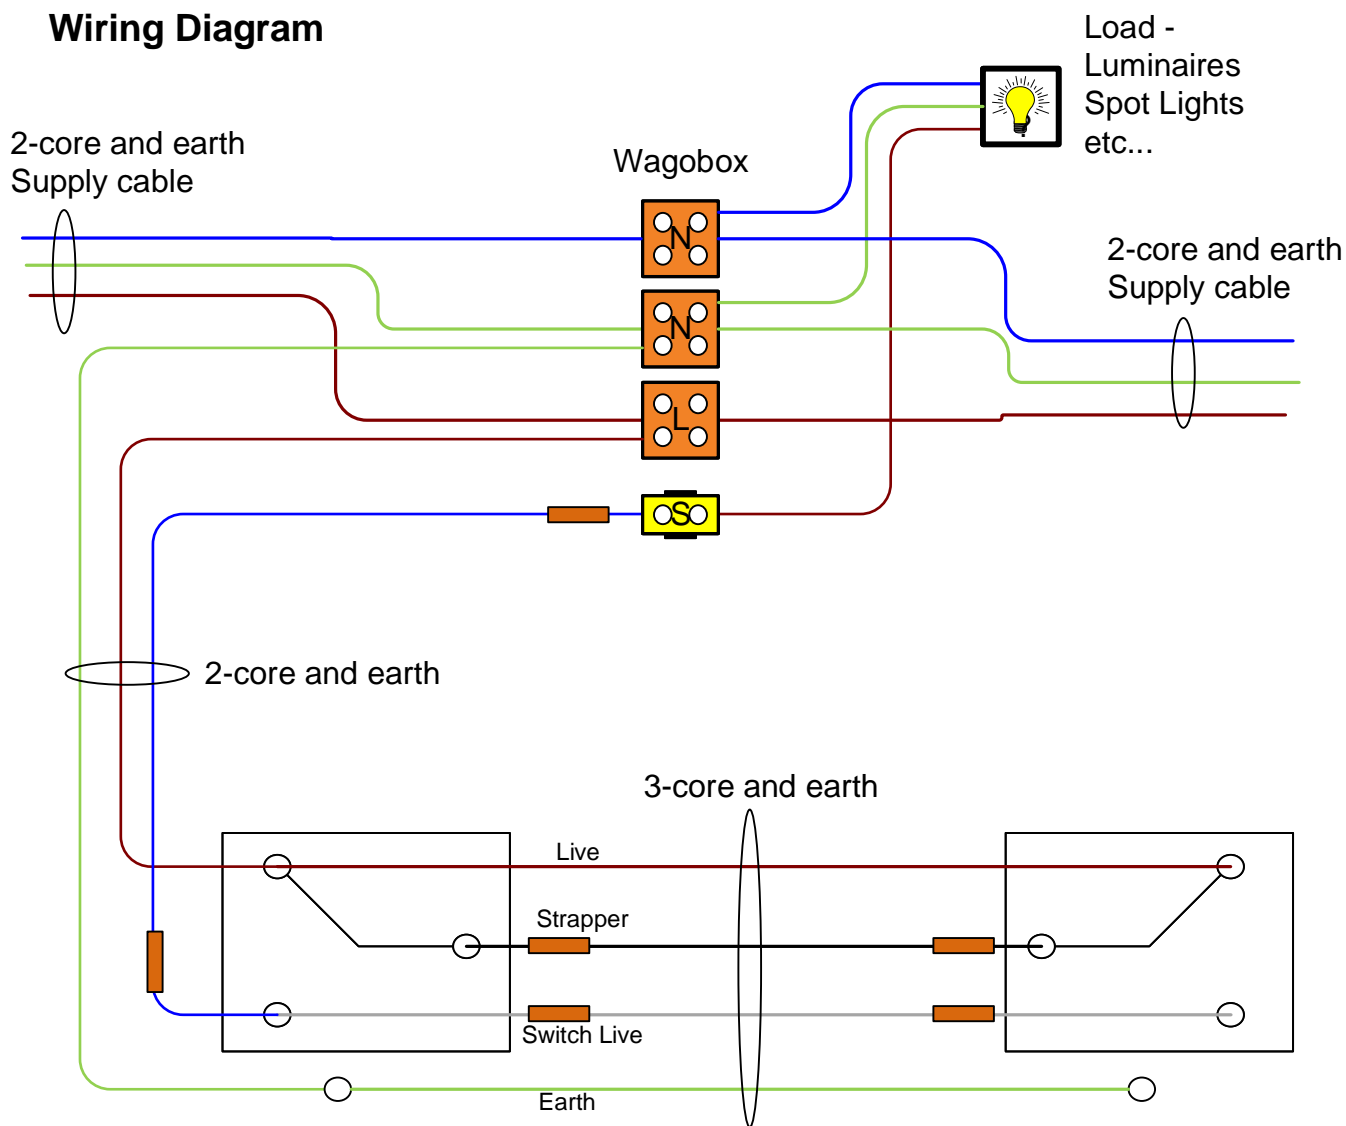 Wiring Diagram
Load -
Luminaires
Spot Lights
etc...
2-core and earth
Supply cable
Wagobox
N
2-core and earth
Supply cable
N
L
S
2-core and earth
3-core and earth
Live
Strapper
Switch Live
Earth